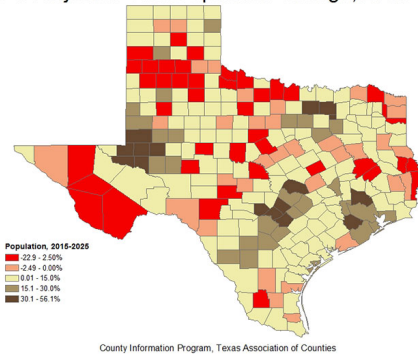 Population, 2015-2025
-22.9 - 2.50%
-2.49 - 0.00%
0.01 - 15.0%
15.1 - 30.0%
30.1 - 56.1%
County Information Program, Texas Association of Counties